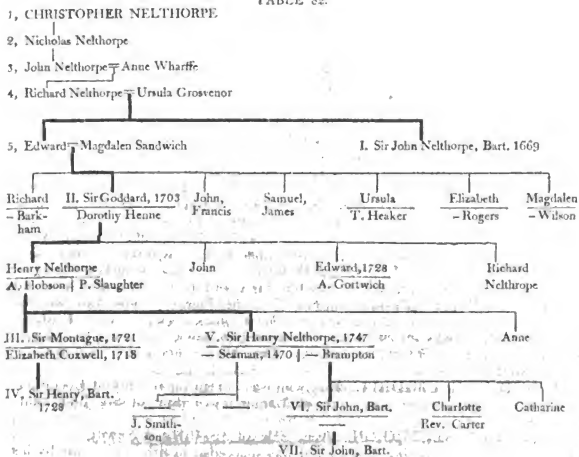 TABLE
1, CHRISTOPHER NELTHORPE
2, Nicholas Nelthorpe
3, John Nelthorpe = Anne Wharffe
4, Richard Nelthorpe = Ursula Grosvenor
5, Edward = Magdalen Sandwich I. Sir John Nelthorpe, Bart. 1669
Richard II. Sir Goddard, 1703 John, Samuel, Ursula Elizabeth Magdalen
– Bark- Dorothy Henne Francis James T. Heaker – Rogers – Wilson
ham
Henry Nelthorpe John Edward, 1728 Richard
A. Hobson P. Slaughter A. Gortwich Nelthrope
III. Sir Montague, 1721 V. Sir Henry Nelthorpe, 1747 Anne
Elizabeth Coxwell, 1718 — Seaman, 1470 — Brampton
IV. Sir Henry, Bart. VI. Sir John, Bart. Charlotte Catharine
1728 J. Smith- Rev. Carter
son
VII. Sir John, Bart.